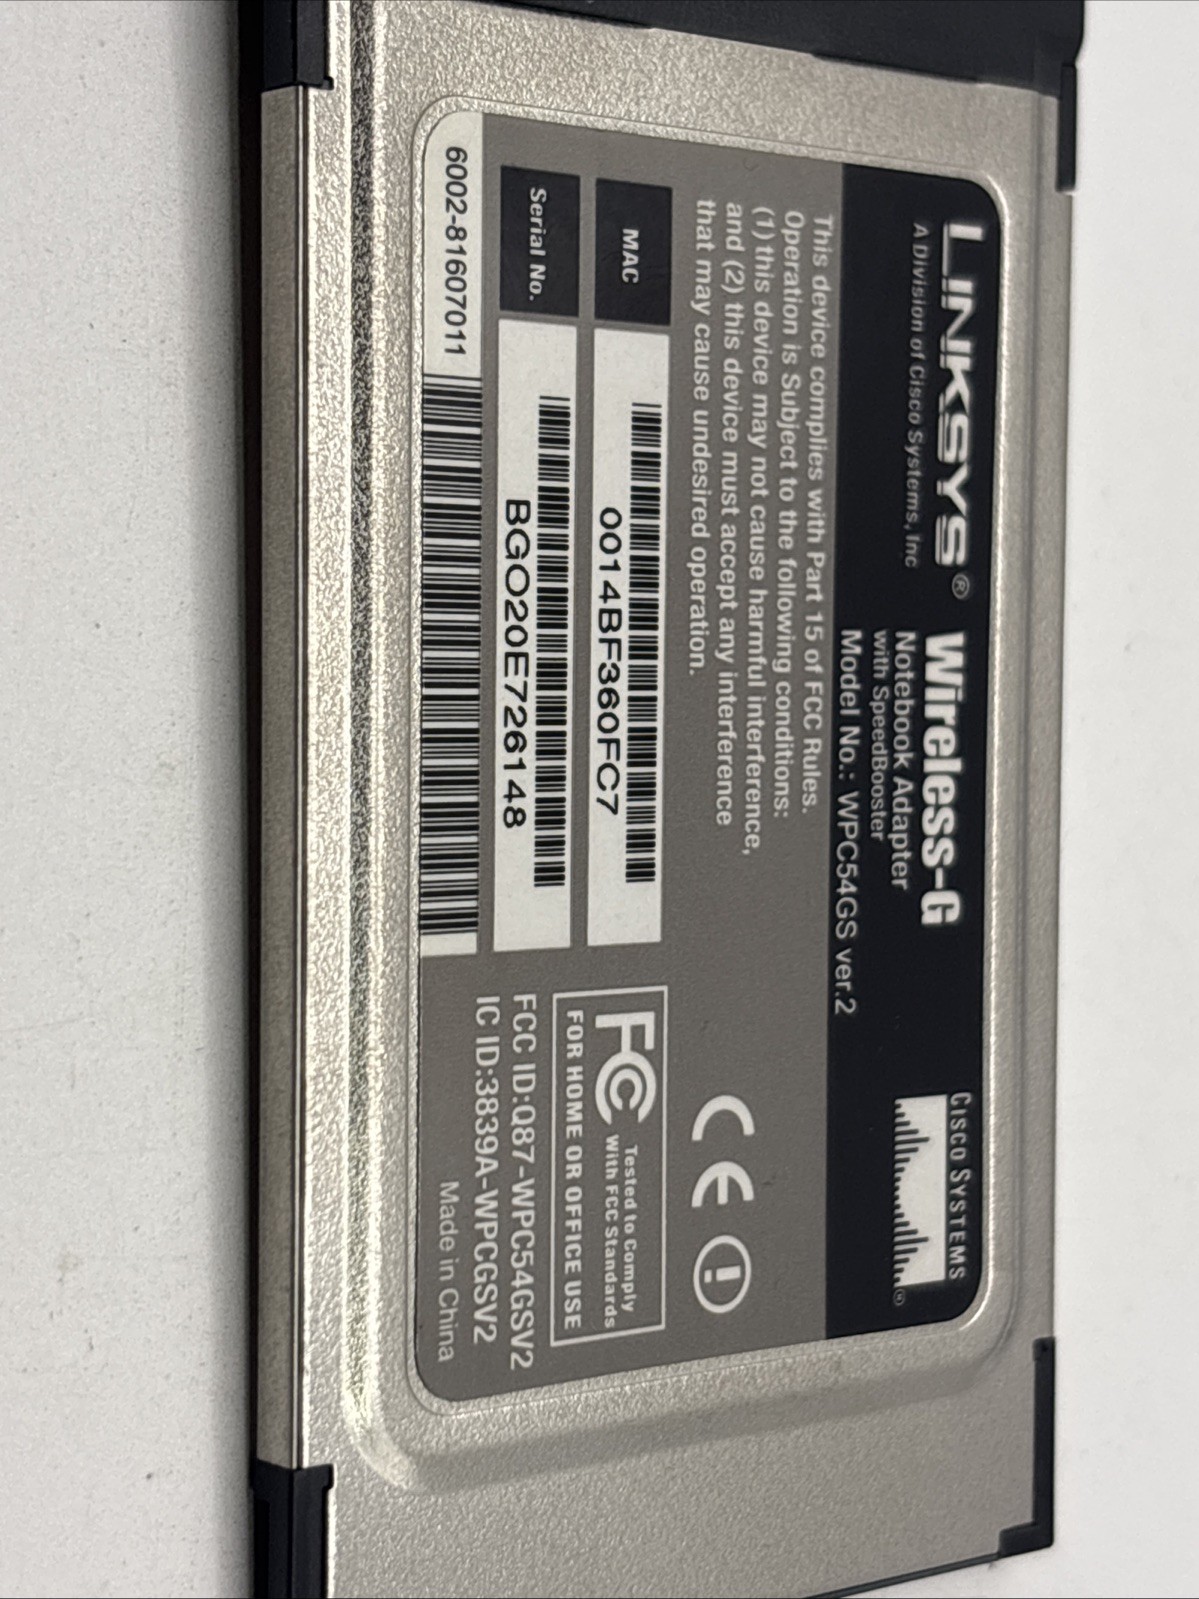 LINKSYS®
A Division of Cisco Systems, Inc
Wireless-G
Notebook Adapter
with SpeedBooster
Model No.: WPC54GS ver.2
CISCO SYSTEMS
®
This device complies with Part 15 of FCC Rules.
Operation is Subject to the following conditions:
(1) this device may not cause harmful interference,
and (2) this device must accept any interference
that may cause undesired operation.
CE
MAC
0014BF360FC7
Serial No.
BGO20E726148
6002-81607011
FC Tested to Comply
With FCC Standards
FOR HOME OR OFFICE USE
FCC ID:Q87-WPC54GSV2
IC ID:3839A-WPCGSV2
Made in China